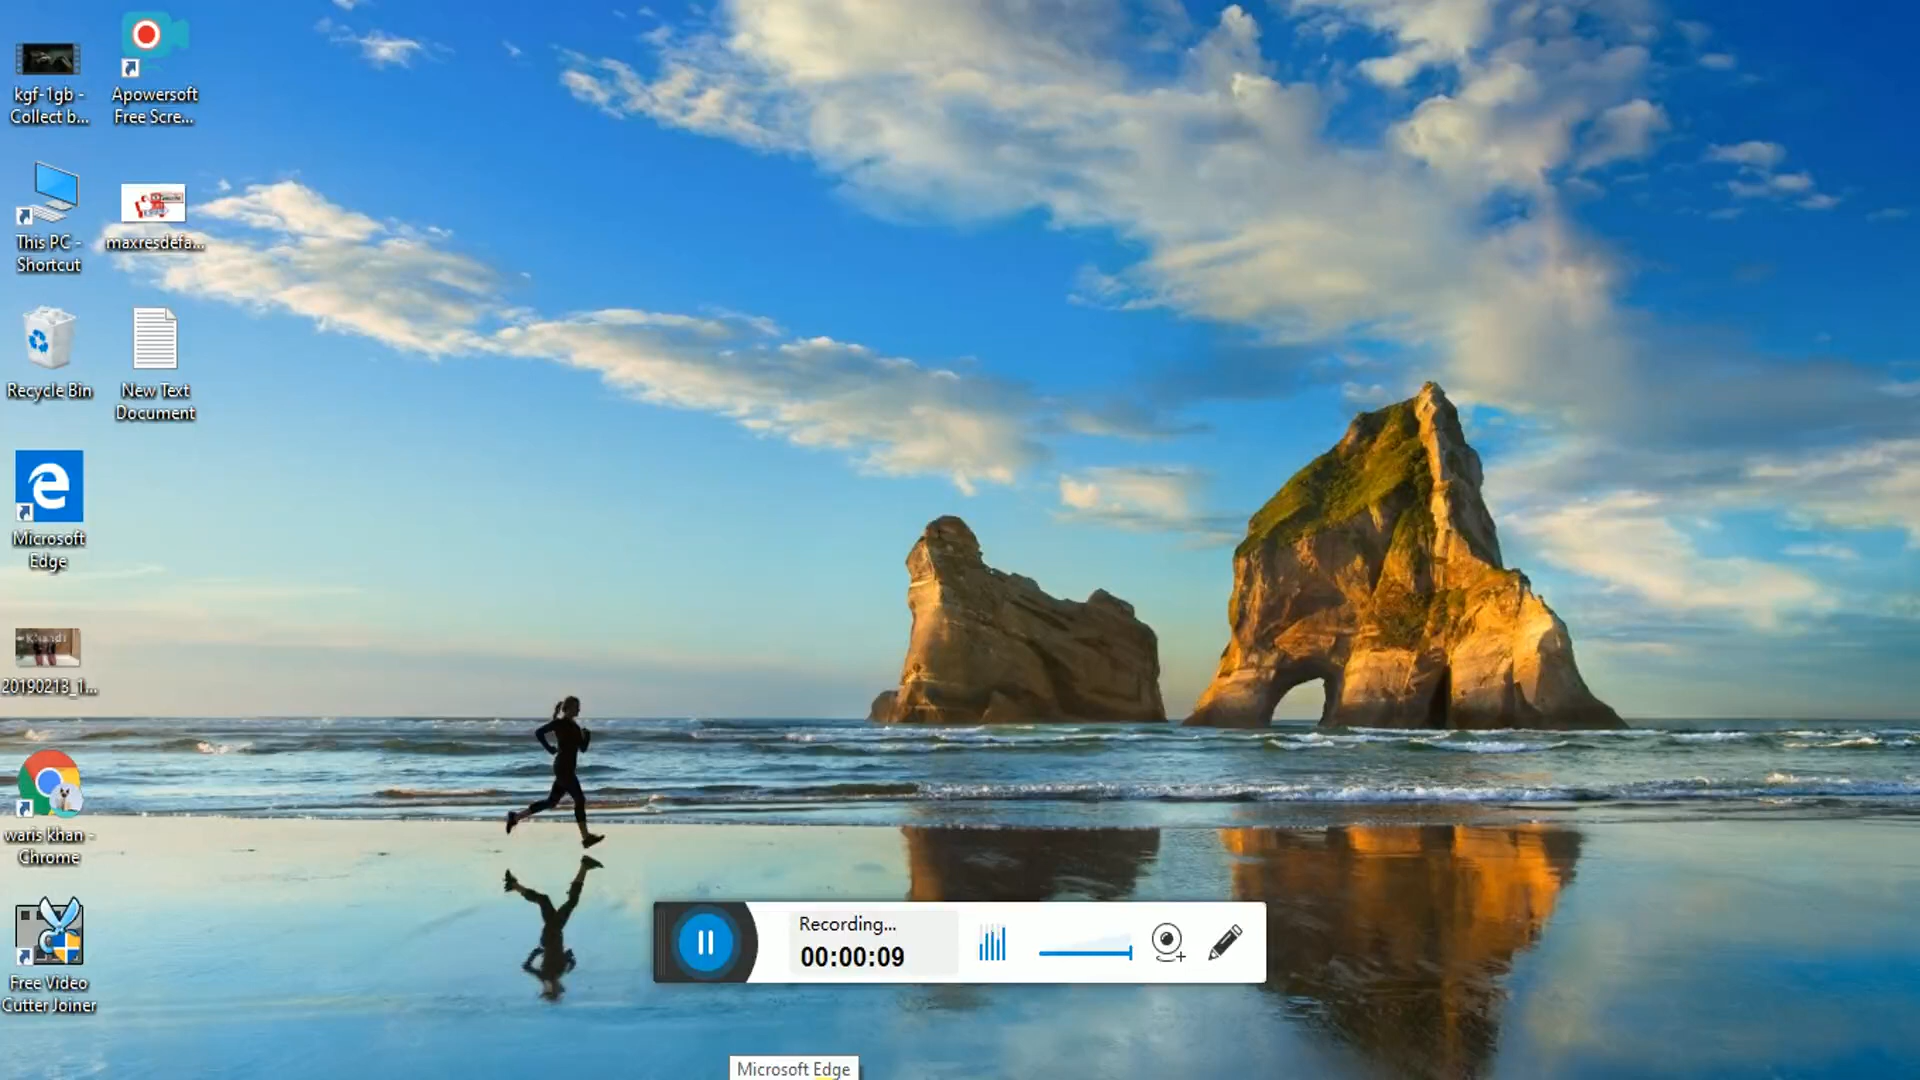 kgf-1gb -
Collect b...
Apowersoft
Free Scre...
This PC -
Shortcut
maxresdefa...
Recycle Bin
New Text
Document
Microsoft
Edge
Khandi
20190213_1...
waris khan -
Chrome
Free Video
Cutter Joiner
Recording...
00:00:09
Microsoft Edge